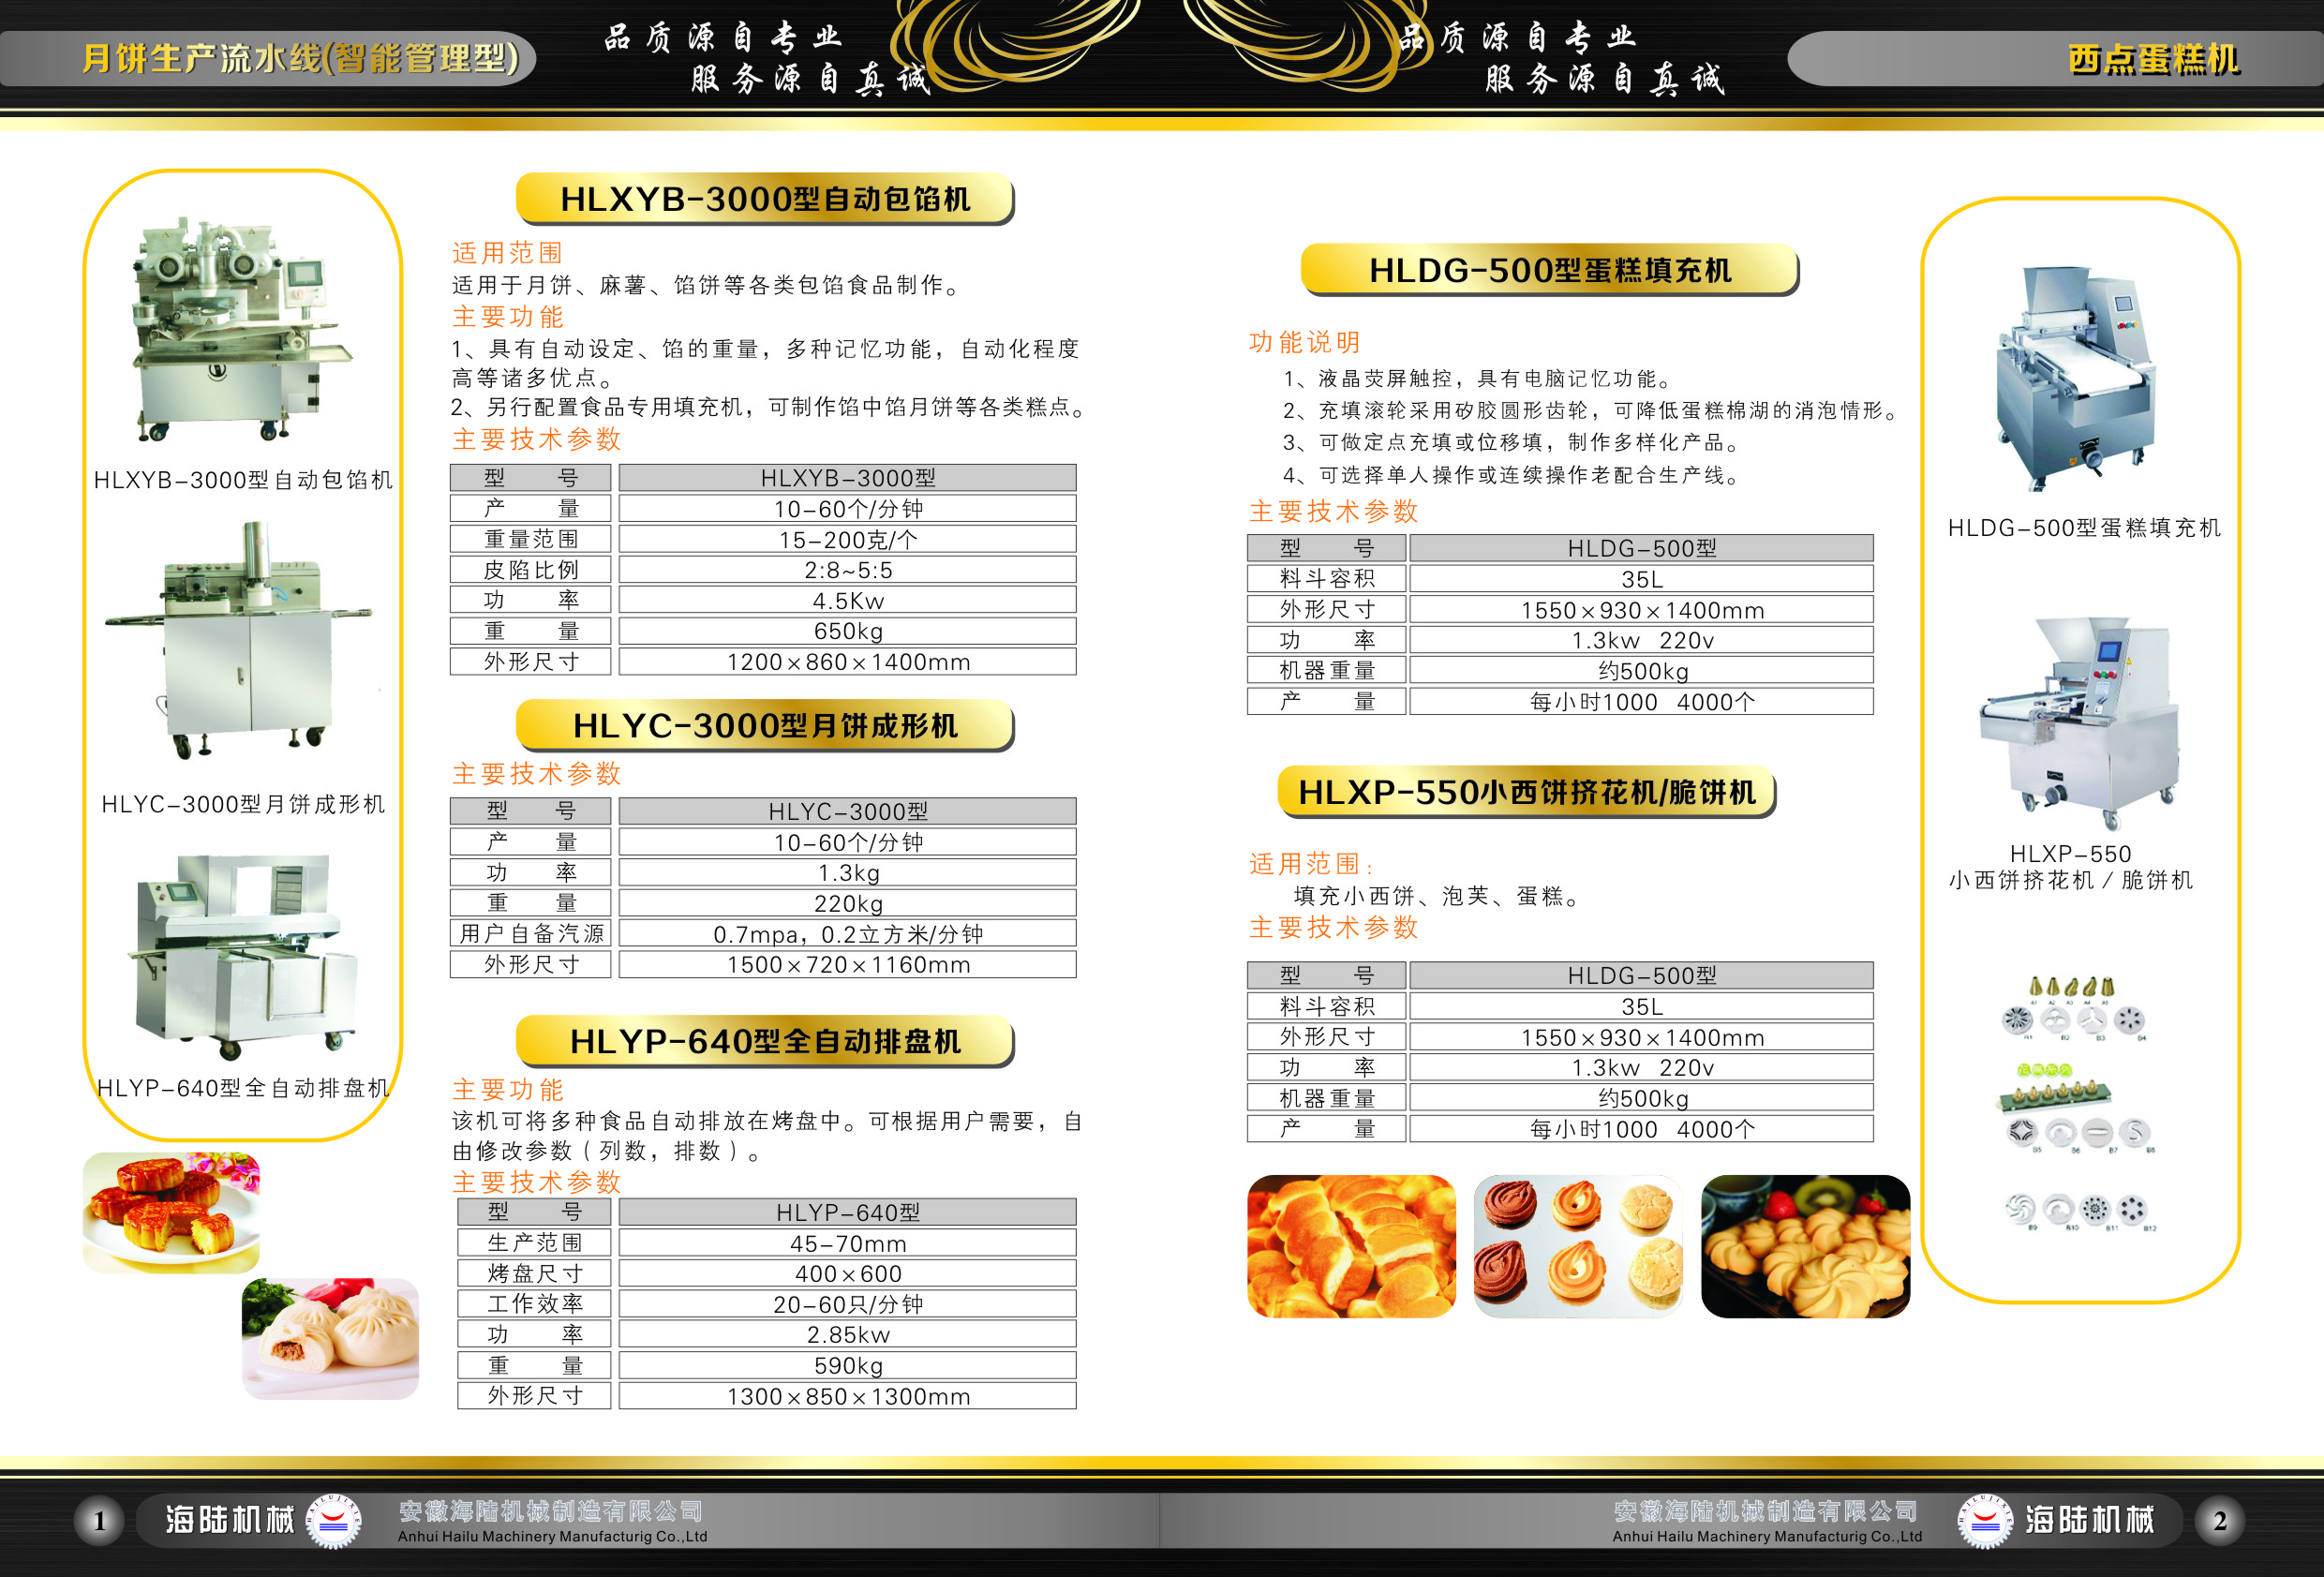 月饼生产流水线(智能管理型)
品质源自专业
服务源自真诚
品质源自专业
服务源自真诚
西点蛋糕机
HLXYB-3000型自动包馅机
HLYC-3000型月饼成形机
HLYP-640型全自动排盘机
HLXYB-3000型自动包馅机
适用范围
适用于月饼、麻薯、馅饼等各类包馅食品制作。
主要功能
1、具有自动设定、馅的重量，多种记忆功能，自动化程度
高等诸多优点。
2、另行配置食品专用填充机，可制作馅中馅月饼等各类糕点。
主要技术参数
型 号 HLXYB-3000型
产 量 10-60个/分钟
重量范围 15-200克/个
皮陷比例 2:8~5:5
功 率 4.5Kw
重 量 650kg
外形尺寸 1200×860×1400mm
HLYC-3000型月饼成形机
主要技术参数
型 号 HLYC-3000型
产 量 10-60个/分钟
功 率 1.3kg
重 量 220kg
用户自备汽源 0.7mpa，0.2立方米/分钟
外形尺寸 1500×720×1160mm
HLYP-640型全自动排盘机
主要功能
该机可将多种食品自动排放在烤盘中。可根据用户需要，自
由修改参数（列数，排数）。
主要技术参数
型 号 HLYP-640型
生产范围 45-70mm
烤盘尺寸 400×600
工作效率 20-60只/分钟
功 率 2.85kw
重 量 590kg
外形尺寸 1300×850×1300mm
HLDG-500型蛋糕填充机
功能说明
1、液晶荧屏触控，具有电脑记忆功能。
2、充填滚轮采用矽胶圆形齿轮，可降低蛋糕棉湖的消泡情形。
3、可做定点充填或位移填，制作多样化产品。
4、可选择单人操作或连续操作老配合生产线。
主要技术参数
型 号 HLDG-500型
料斗容积 35L
外形尺寸 1550×930×1400mm
功 率 1.3kw 220v
机器重量 约500kg
产 量 每小时1000 4000个
HLXP-550小西饼挤花机/脆饼机
适用范围:
填充小西饼、泡芙、蛋糕。
主要技术参数
型 号 HLDG-500型
料斗容积 35L
外形尺寸 1550×930×1400mm
功 率 1.3kw 220v
机器重量 约500kg
产 量 每小时1000 4000个
HLDG-500型蛋糕填充机
HLXP-550
小西饼挤花机/脆饼机
A1 A2 A3 A4 A5
B1 B2 B3 B4
B5 B6 B7 B8
B9 B10 B11 B12
1
海陆机械
HAILUJIXIE
安徽海陆机械制造有限公司
Anhui Hailu Machinery Manufacturig Co.,Ltd
安徽海陆机械制造有限公司
Anhui Hailu Machinery Manufacturig Co.,Ltd
HAILUJIXIE
海陆机械
2